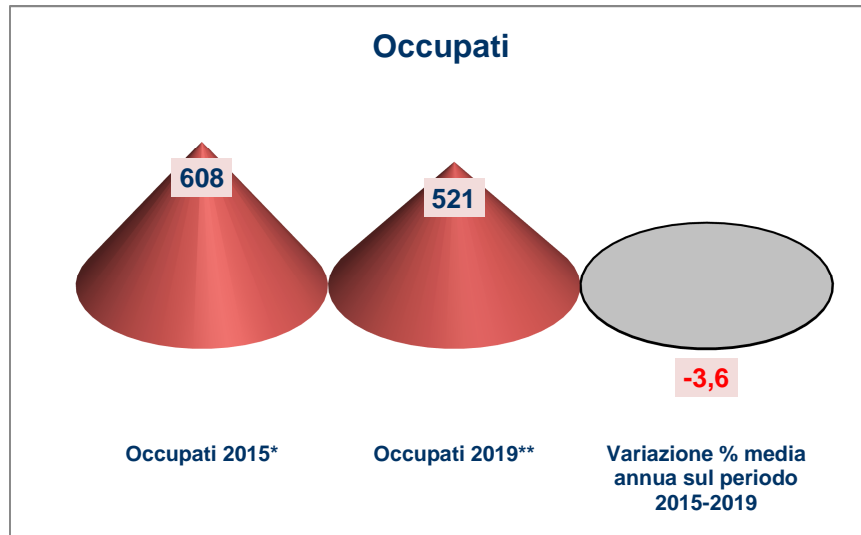 Occupati
608
521
-3,6
Occupati 2015*
Occupati 2019**
Variazione % media
annua sul periodo
2015-2019